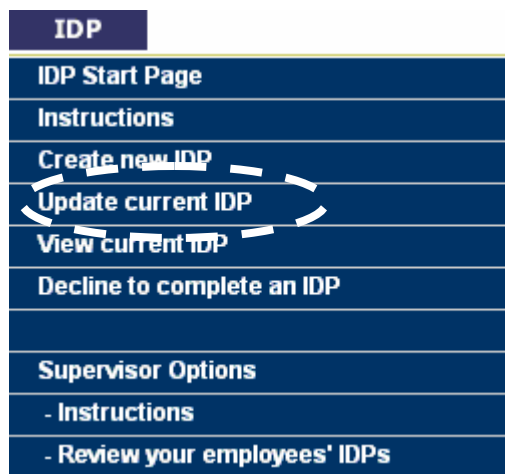 IDP
IDP Start Page
Instructions
Create new IDP
Update current IDP
View current IDP
Decline to complete an IDP
Supervisor Options
- Instructions
- Review your employees' IDPs